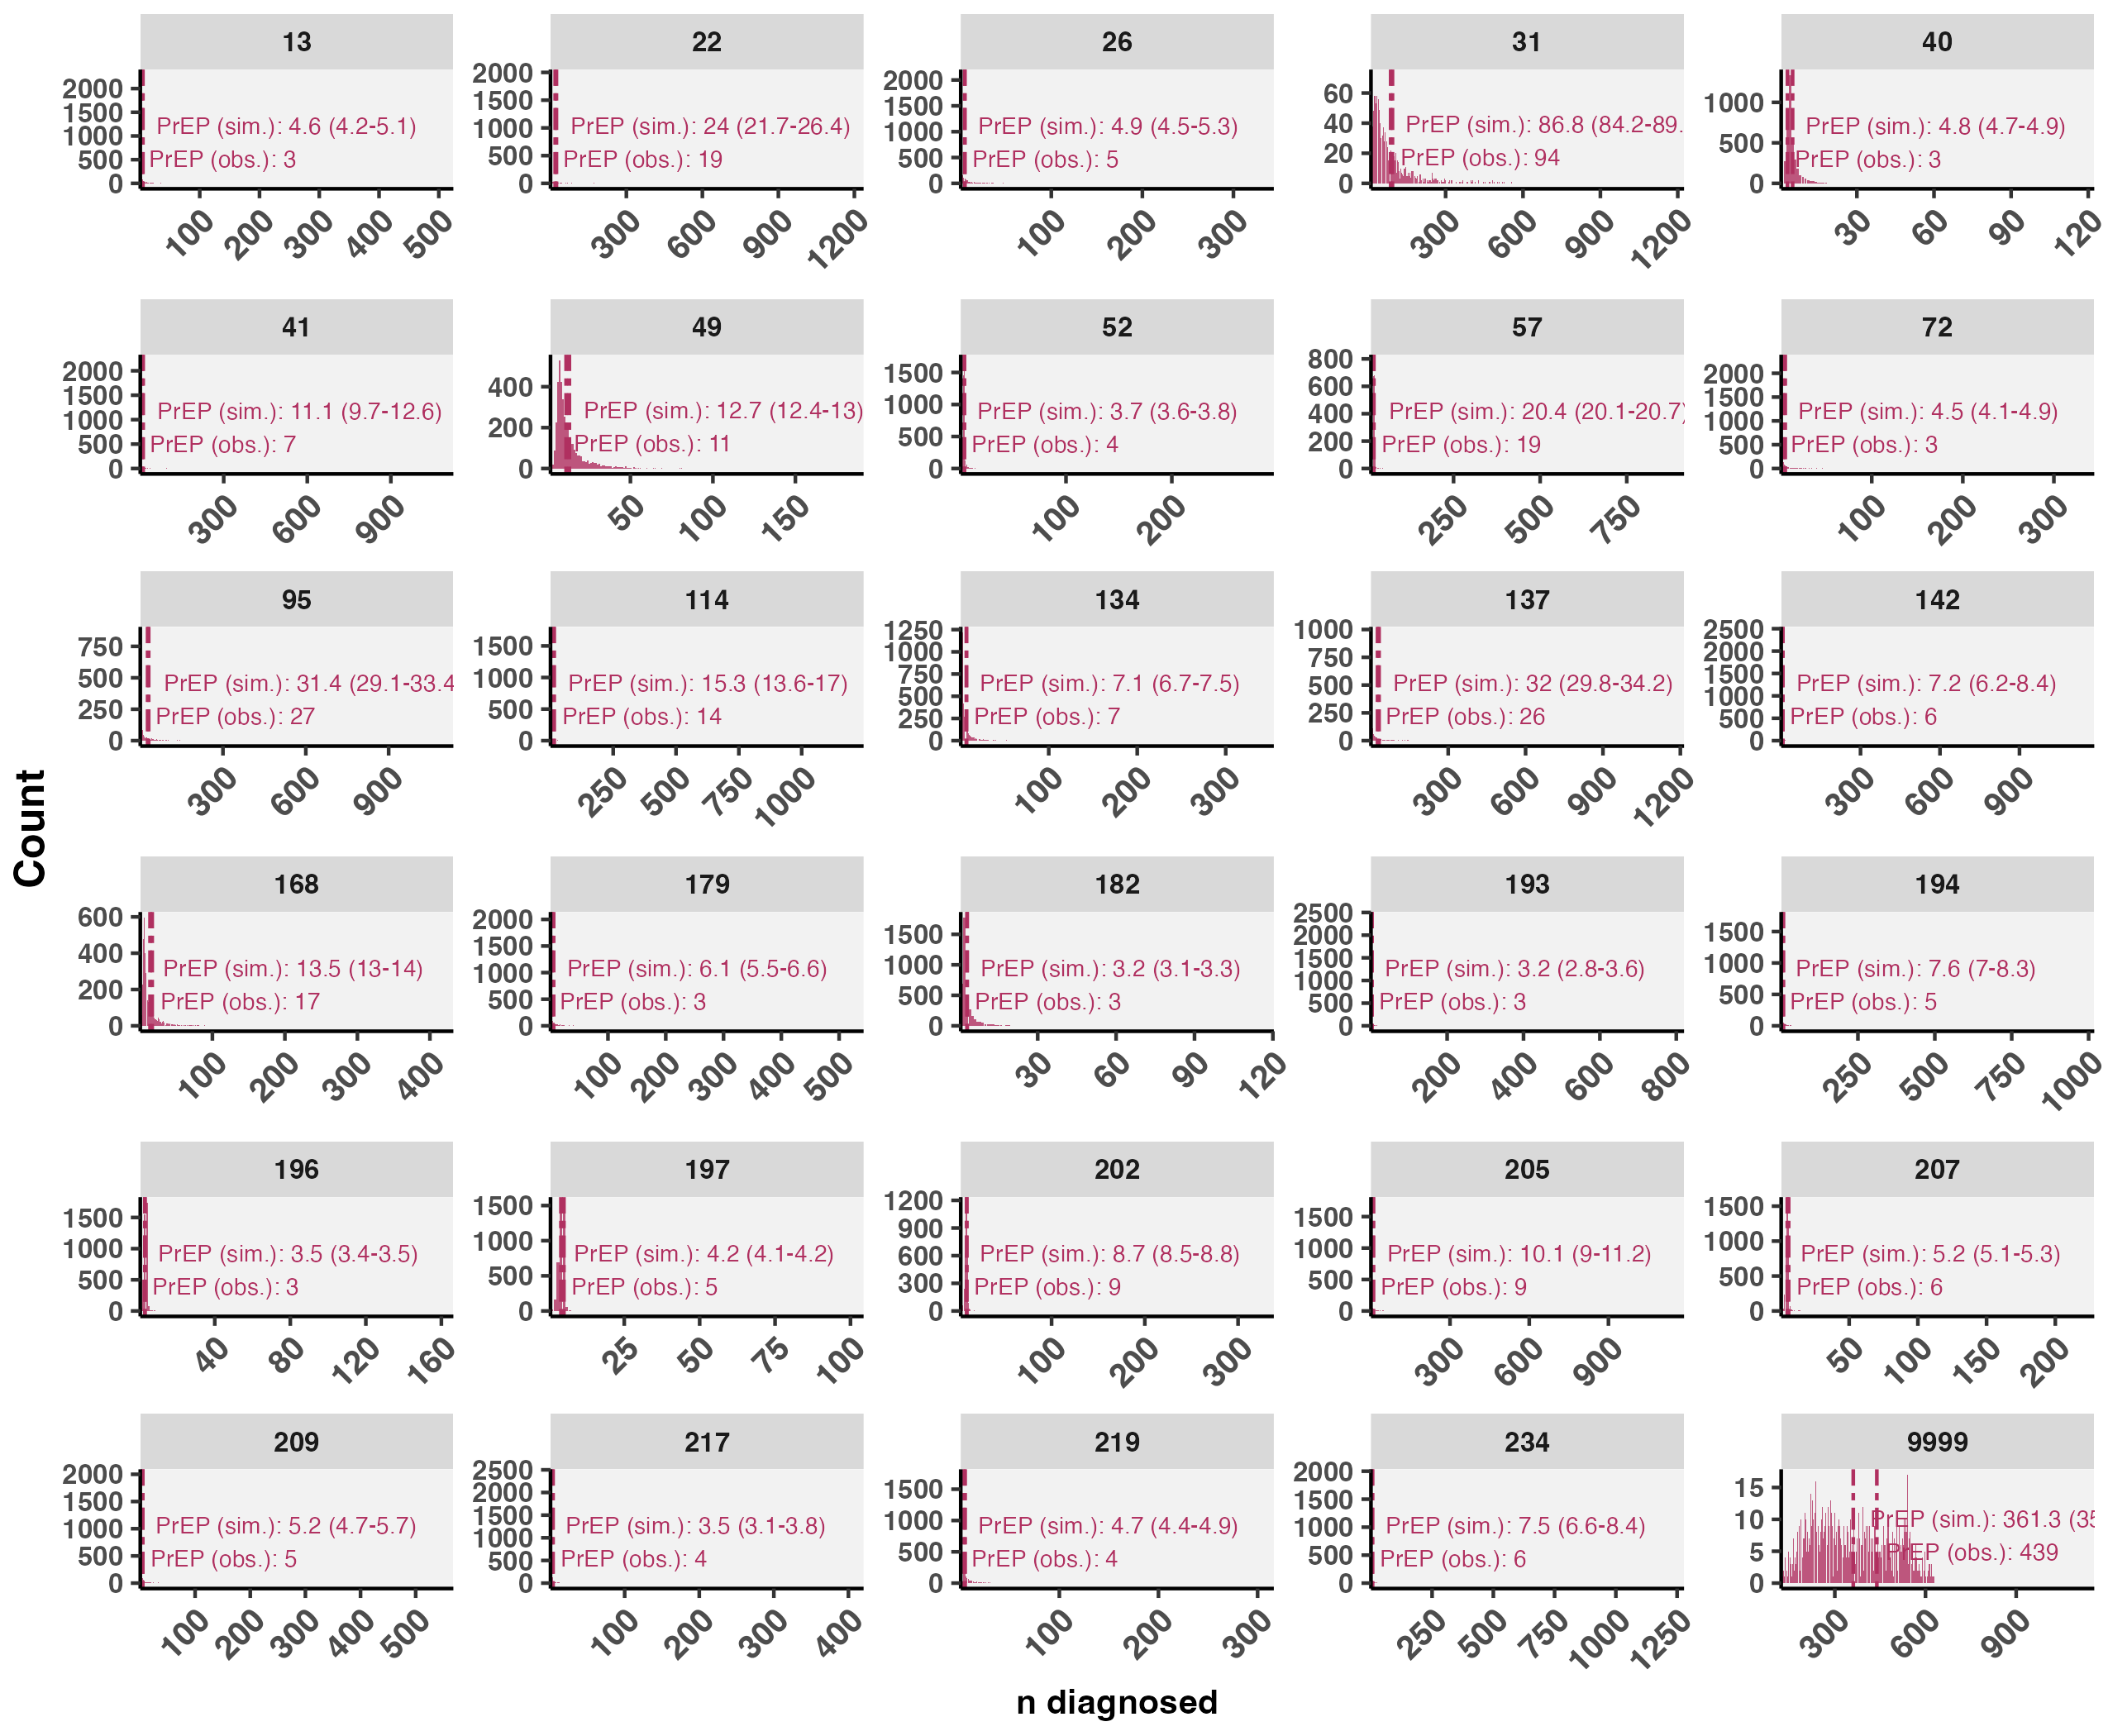 13 22 26 31 40
2000 1500 1000 500 0
PrEP (sim.): 4.6 (4.2-5.1)
PrEP (obs.): 3
100 200 300 400 500
2000 1500 1000 500 0
PrEP (sim.): 24 (21.7-26.4)
PrEP (obs.): 19
300 600 900 1200
2000 1500 1000 500 0
PrEP (sim.): 4.9 (4.5-5.3)
PrEP (obs.): 5
100 200 300
60 40 20 0
PrEP (sim.): 86.8 (84.2-89.
PrEP (obs.): 94
300 600 900 1200
1000 500 0
PrEP (sim.): 4.8 (4.7-4.9)
PrEP (obs.): 3
30 60 90 120
41 49 52 57 72
2000 1500 1000 500 0
PrEP (sim.): 11.1 (9.7-12.6)
PrEP (obs.): 7
300 600 900
400 200 0
PrEP (sim.): 12.7 (12.4-13)
PrEP (obs.): 11
50 100 150
1500 1000 500 0
PrEP (sim.): 3.7 (3.6-3.8)
PrEP (obs.): 4
100 200
800 600 400 200 0
PrEP (sim.): 20.4 (20.1-20.7)
PrEP (obs.): 19
250 500 750
2000 1500 1000 500 0
PrEP (sim.): 4.5 (4.1-4.9)
PrEP (obs.): 3
100 200 300
95 114 134 137 142
750 500 250 0
PrEP (sim.): 31.4 (29.1-33.4
PrEP (obs.): 27
300 600 900
1500 1000 500 0
PrEP (sim.): 15.3 (13.6-17)
PrEP (obs.): 14
250 500 750 1000
1250 1000 750 500 250 0
PrEP (sim.): 7.1 (6.7-7.5)
PrEP (obs.): 7
100 200 300
1000 750 500 250 0
PrEP (sim.): 32 (29.8-34.2)
PrEP (obs.): 26
300 600 900 1200
2500 2000 1500 1000 500 0
PrEP (sim.): 7.2 (6.2-8.4)
PrEP (obs.): 6
300 600 900
Count
168 179 182 193 194
600 400 200 0
PrEP (sim.): 13.5 (13-14)
PrEP (obs.): 17
100 200 300 400
2000 1500 1000 500 0
PrEP (sim.): 6.1 (5.5-6.6)
PrEP (obs.): 3
100 200 300 400 500
1500 1000 500 0
PrEP (sim.): 3.2 (3.1-3.3)
PrEP (obs.): 3
30 60 90 120
2500 2000 1500 1000 500 0
PrEP (sim.): 3.2 (2.8-3.6)
PrEP (obs.): 3
200 400 600 800
1500 1000 500 0
PrEP (sim.): 7.6 (7-8.3)
PrEP (obs.): 5
250 500 750 1000
196 197 202 205 207
1500 1000 500 0
PrEP (sim.): 3.5 (3.4-3.5)
PrEP (obs.): 3
40 80 120 160
1500 1000 500 0
PrEP (sim.): 4.2 (4.1-4.2)
PrEP (obs.): 5
25 50 75 100
1200 900 600 300 0
PrEP (sim.): 8.7 (8.5-8.8)
PrEP (obs.): 9
100 200 300
1500 1000 500 0
PrEP (sim.): 10.1 (9-11.2)
PrEP (obs.): 9
300 600 900
1500 1000 500 0
PrEP (sim.): 5.2 (5.1-5.3)
PrEP (obs.): 6
50 100 150 200
209 217 219 234 9999
2000 1500 1000 500 0
PrEP (sim.): 5.2 (4.7-5.7)
PrEP (obs.): 5
100 200 300 400 500
2500 2000 1500 1000 500 0
PrEP (sim.): 3.5 (3.1-3.8)
PrEP (obs.): 4
100 200 300 400
1500 1000 500 0
PrEP (sim.): 4.7 (4.4-4.9)
PrEP (obs.): 4
100 200 300
2000 1500 1000 500 0
PrEP (sim.): 7.5 (6.6-8.4)
PrEP (obs.): 6
250 500 750 1000 1250
15 10 5 0
PrEP (sim.): 361.3 (35
PrEP (obs.): 439
300 600 900
n diagnosed